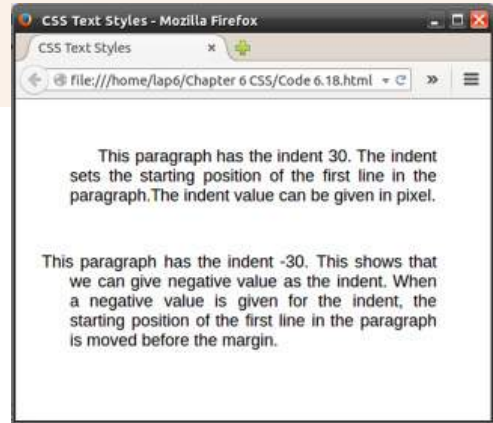 CSS Text Styles - Mozilla Firefox
CSS Text Styles
file:///home/lap6/Chapter 6 CSS/Code 6.18.html
This paragraph has the indent 30. The indent
sets the starting position of the first line in the
paragraph.The indent value can be given in pixel.
This paragraph has the indent -30. This shows that
we can give negative value as the indent. When
a negative value is given for the indent, the
starting position of the first line in the paragraph
is moved before the margin.